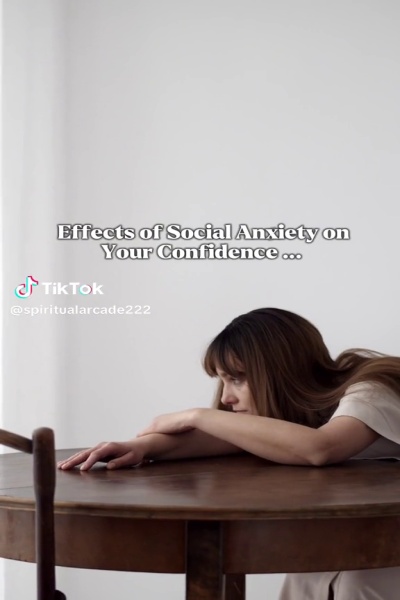 Effects of Social Anxiety on
Your Confidence ...
TikTok
@spiritualarcade222